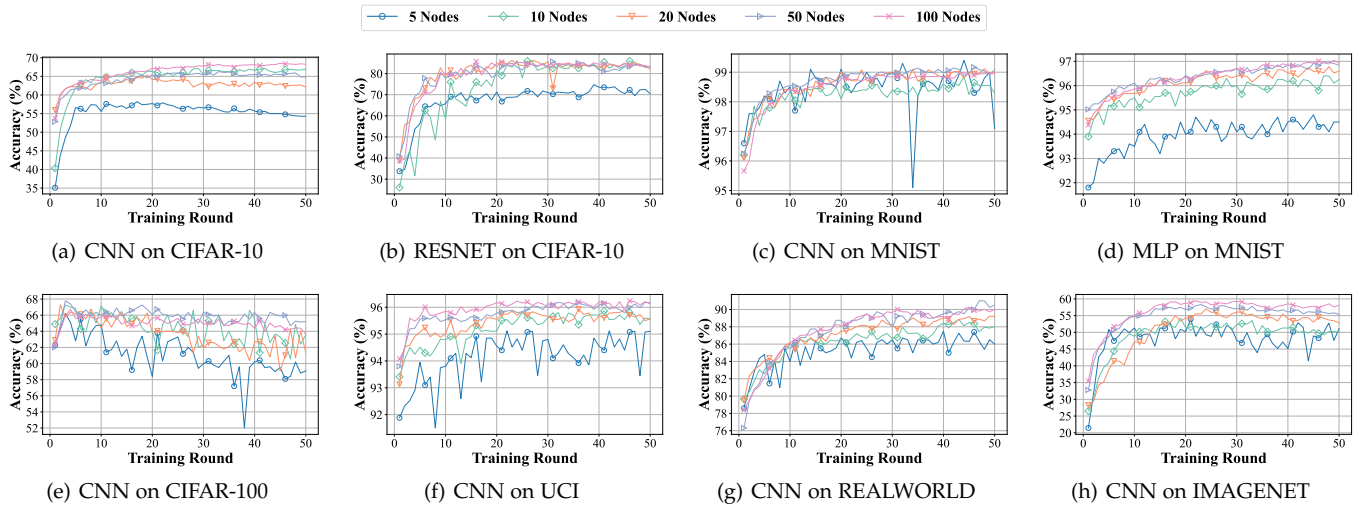 5 Nodes 10 Nodes 20 Nodes 50 Nodes 100 Nodes
Accuracy (%)
70
65
60
55
50
45
40
35
0 10 20 30 40 50
Training Round
(a) CNN on CIFAR-10
Accuracy (%)
80
70
60
50
40
30
0 10 20 30 40 50
Training Round
(b) RESNET on CIFAR-10
Accuracy (%)
99
98
97
96
95
0 10 20 30 40 50
Training Round
(c) CNN on MNIST
Accuracy (%)
97
96
95
94
93
92
0 10 20 30 40 50
Training Round
(d) MLP on MNIST
Accuracy (%)
68
66
64
62
60
58
56
54
52
0 10 20 30 40 50
Training Round
(e) CNN on CIFAR-100
Accuracy (%)
96
95
94
93
92
0 10 20 30 40 50
Training Round
(f) CNN on UCI
Accuracy (%)
90
88
86
84
82
80
78
76
0 10 20 30 40 50
Training Round
(g) CNN on REALWORLD
Accuracy (%)
60
55
50
45
40
35
30
25
20
0 10 20 30 40 50
Training Round
(h) CNN on IMAGENET